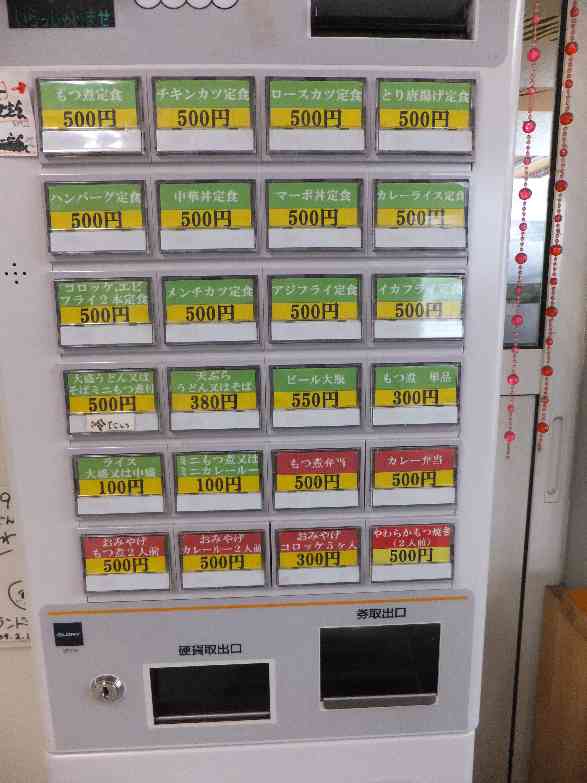 いらっしゃいませ
もつ煮定食
500円
チキンカツ定食
500円
ロースカツ定食
500円
とり唐揚げ定食
500円
ハンバーグ定食
500円
中華丼定食
500円
マーボ丼定食
500円
カレーライス定食
500円
コロッケ,エビ
フライ2本定食
500円
メンチカツ定食
500円
アジフライ定食
500円
イカフライ定食
500円
大盛うどん又は
そばミニもつ煮付
500円
天ぷら
うどん又はそば
380円
ビール大瓶
550円
もつ煮 単品
300円
ライス
大盛又は中盛
100円
ミニもつ煮又は
ミニカレールー
100円
もつ煮弁当
500円
カレー弁当
500円
おみやげ
もつ煮2人前
500円
おみやげ
カレールー2人前
500円
おみやげ
コロッケ5ヶ入
300円
やわらかもつ焼き
(2人前)
500円
GLORY
硬貨取出口
券取出口